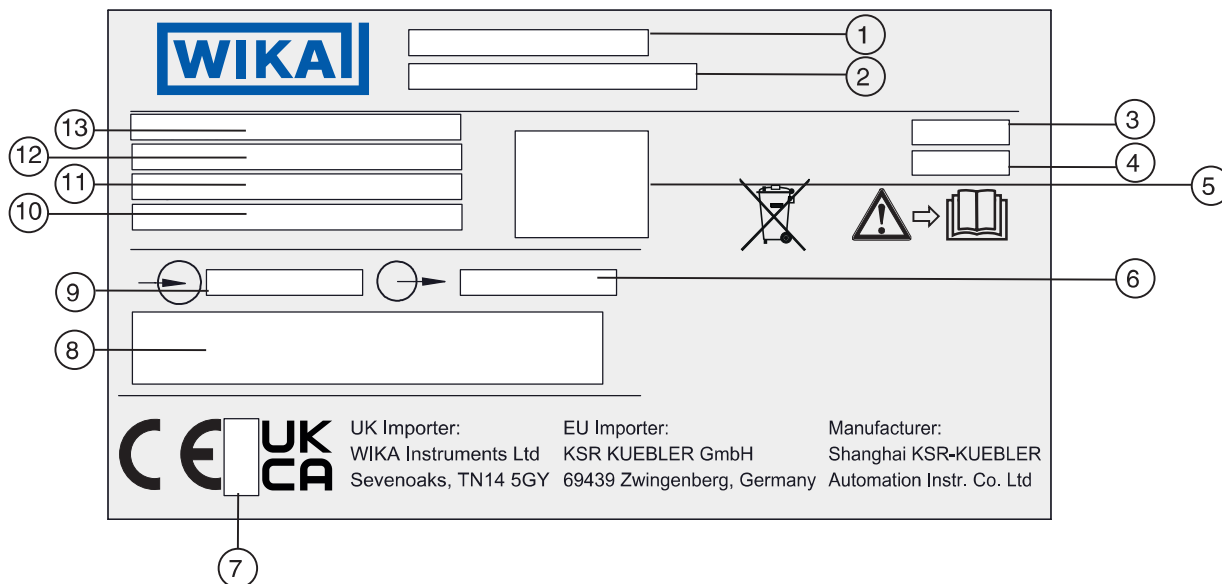 WIKA
1
2
13
12
11
10
3
4
5
9
6
8
CE
UK
CA
UK Importer:
WIKA Instruments Ltd
Sevenoaks, TN14 5GY
EU Importer:
KSR KUEBLER GmbH
69439 Zwingenberg, Germany
Manufacturer:
Shanghai KSR-KUEBLER
Automation Instr. Co. Ltd
7